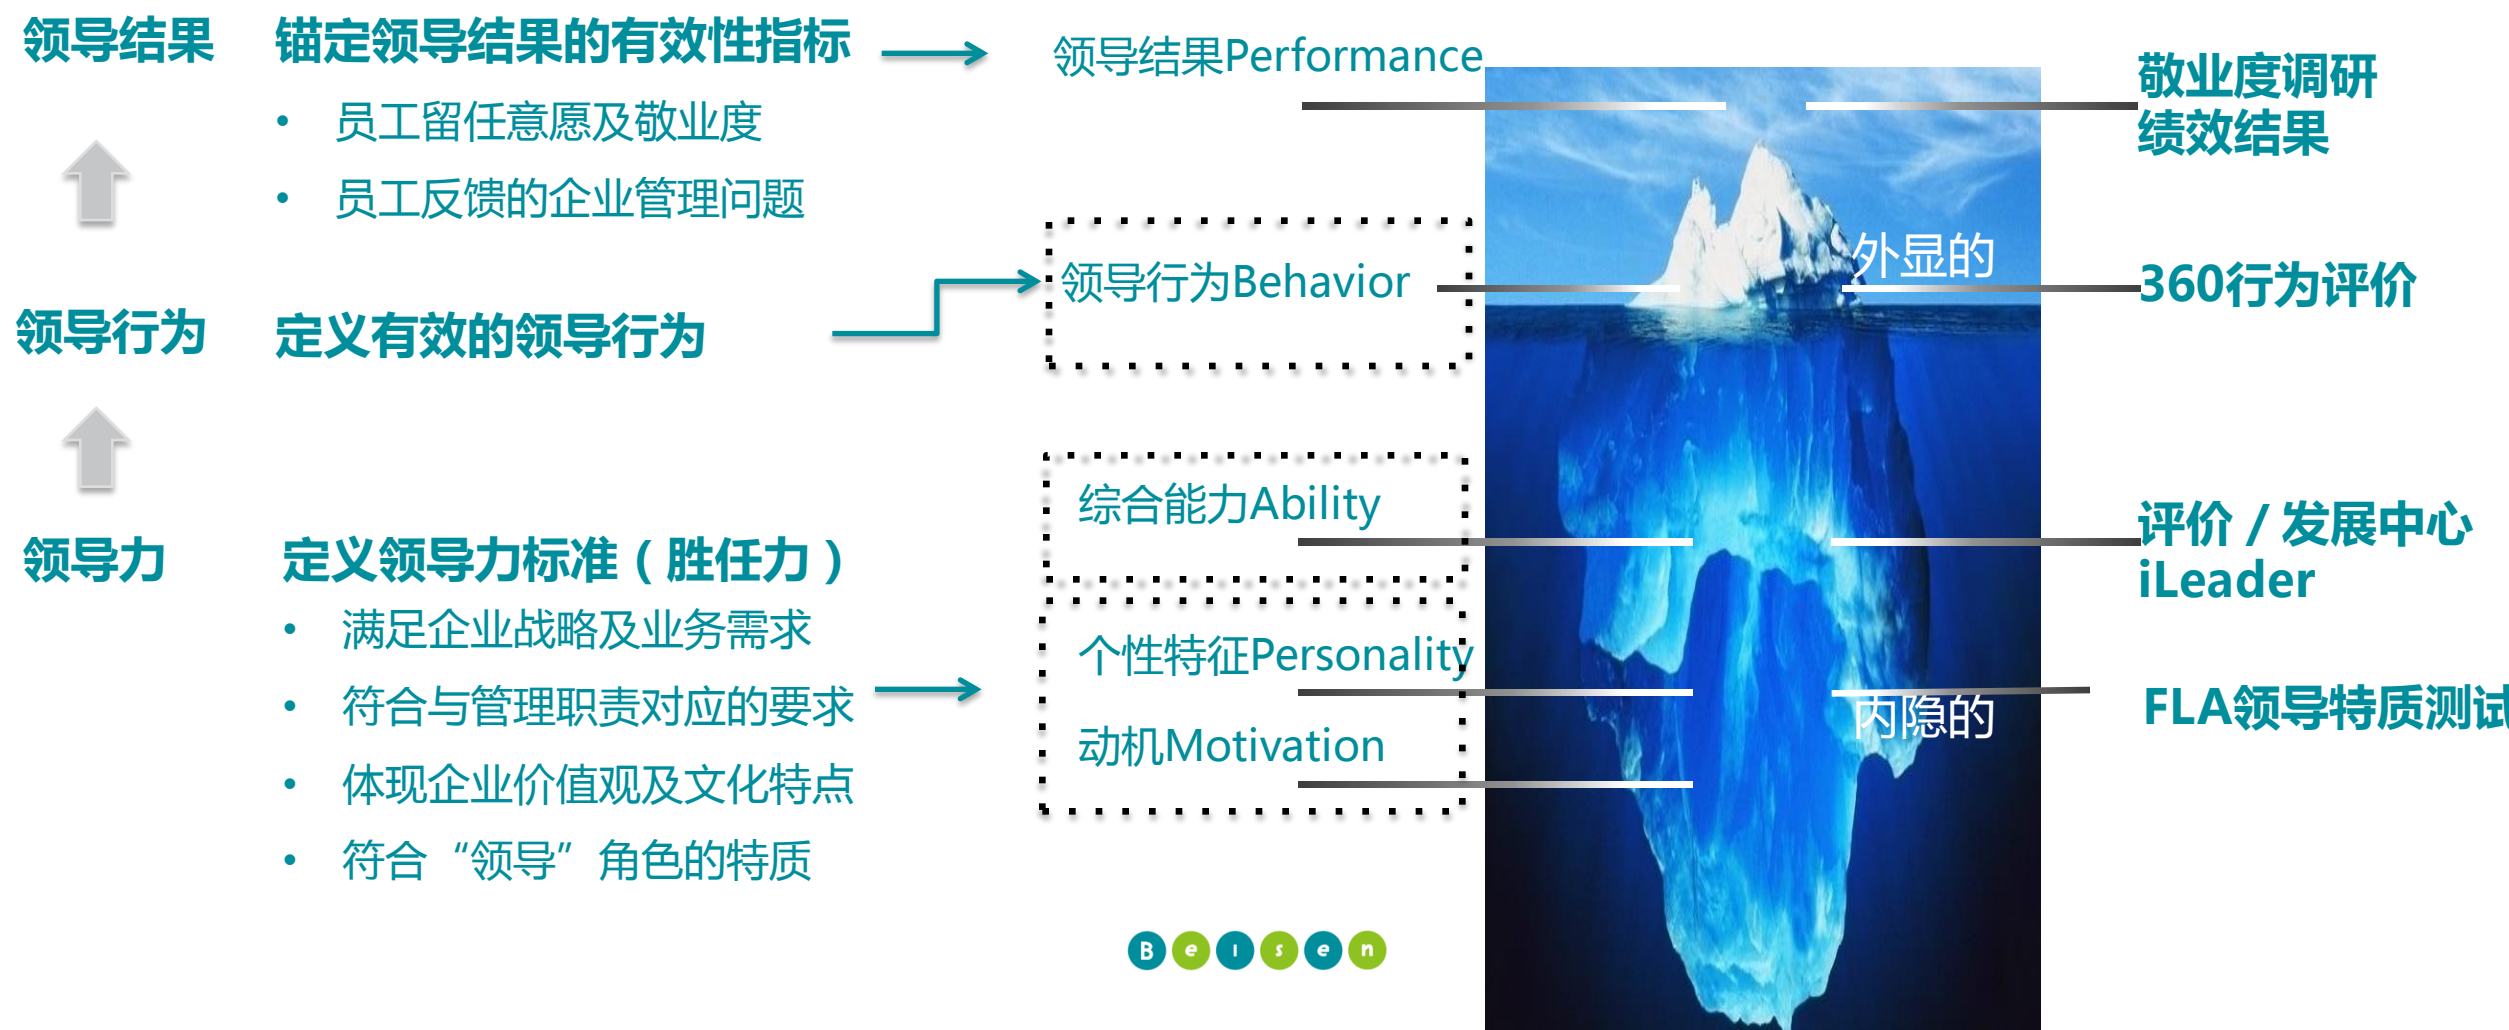 领导结果
锚定领导结果的有效性指标
• 员工留任意愿及敬业度
• 员工反馈的企业管理问题
领导行为
定义有效的领导行为
领导力
定义领导力标准（胜任力）
• 满足企业战略及业务需求
• 符合与管理职责对应的要求
• 体现企业价值观及文化特点
• 符合“领导”角色的特质
领导结果Performance
领导行为Behavior
综合能力Ability
个性特征Personality
动机Motivation
外显的
内隐的
敬业度调研
绩效结果
360行为评价
评价/发展中心
iLeader
FLA领导特质测试
Beisen